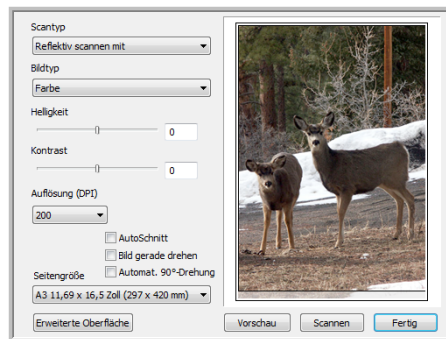 Scantyp
Reflektiv scannen mit
Bildtyp
Farbe
Helligkeit
0
Kontrast
0
Auflösung (DPI)
200
AutoSchnitt
Bild gerade drehen
Automat. 90°-Drehung
Seitengröße
A3 11,69 x 16,5 Zoll (297 x 420 mm)
Erweiterte Oberfläche
Vorschau
Scannen
Fertig